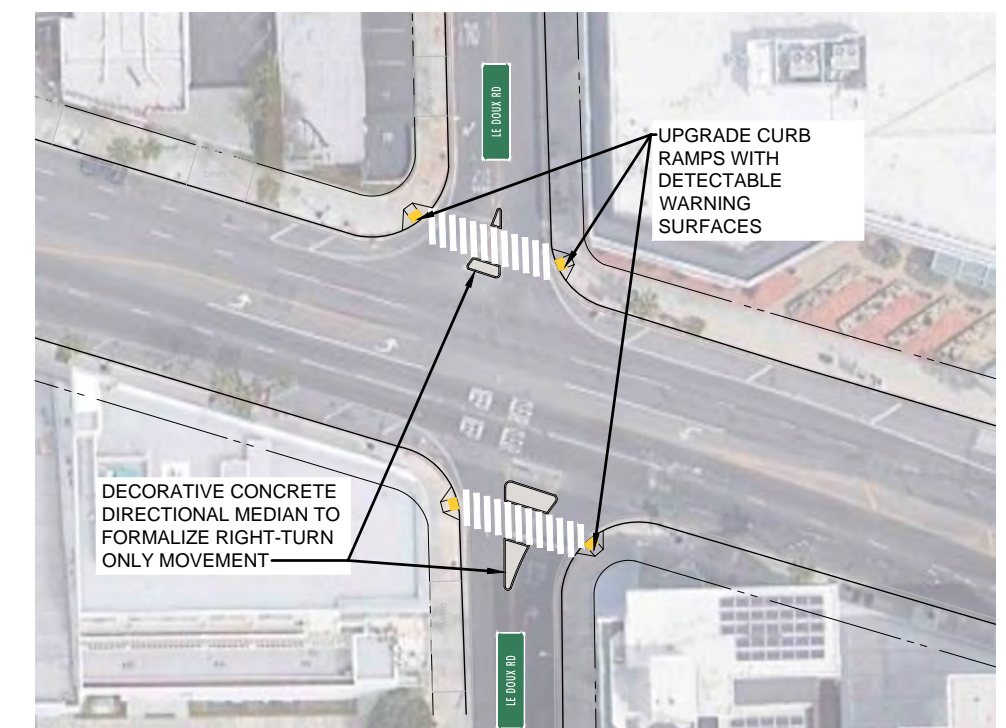 LE DOUX RD
UPGRADE CURB
RAMPS WITH
DETECTABLE
WARNING
SURFACES
DECORATIVE CONCRETE
DIRECTIONAL MEDIAN TO
FORMALIZE RIGHT-TURN
ONLY MOVEMENT
LE DOUX RD
DRWY